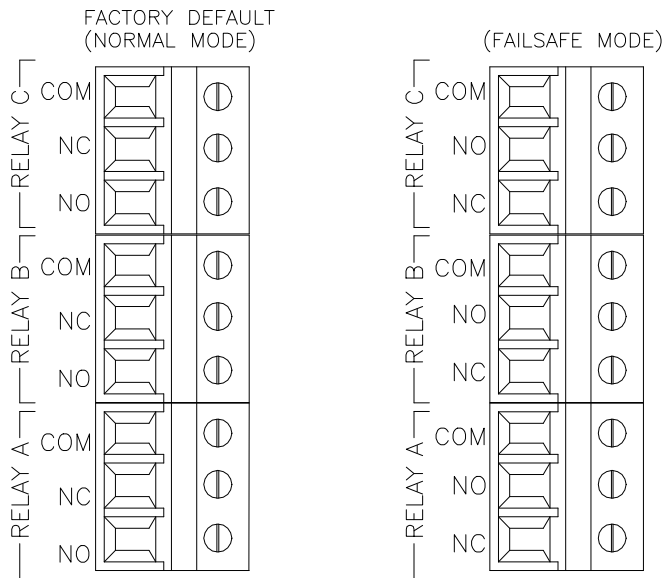 FACTORY DEFAULT
(NORMAL MODE)
RELAY C
COM
NC
NO
RELAY B
COM
NC
NO
RELAY A
COM
NC
NO
(FAILSAFE MODE)
RELAY C
COM
NO
NC
RELAY B
COM
NO
NC
RELAY A
COM
NO
NC